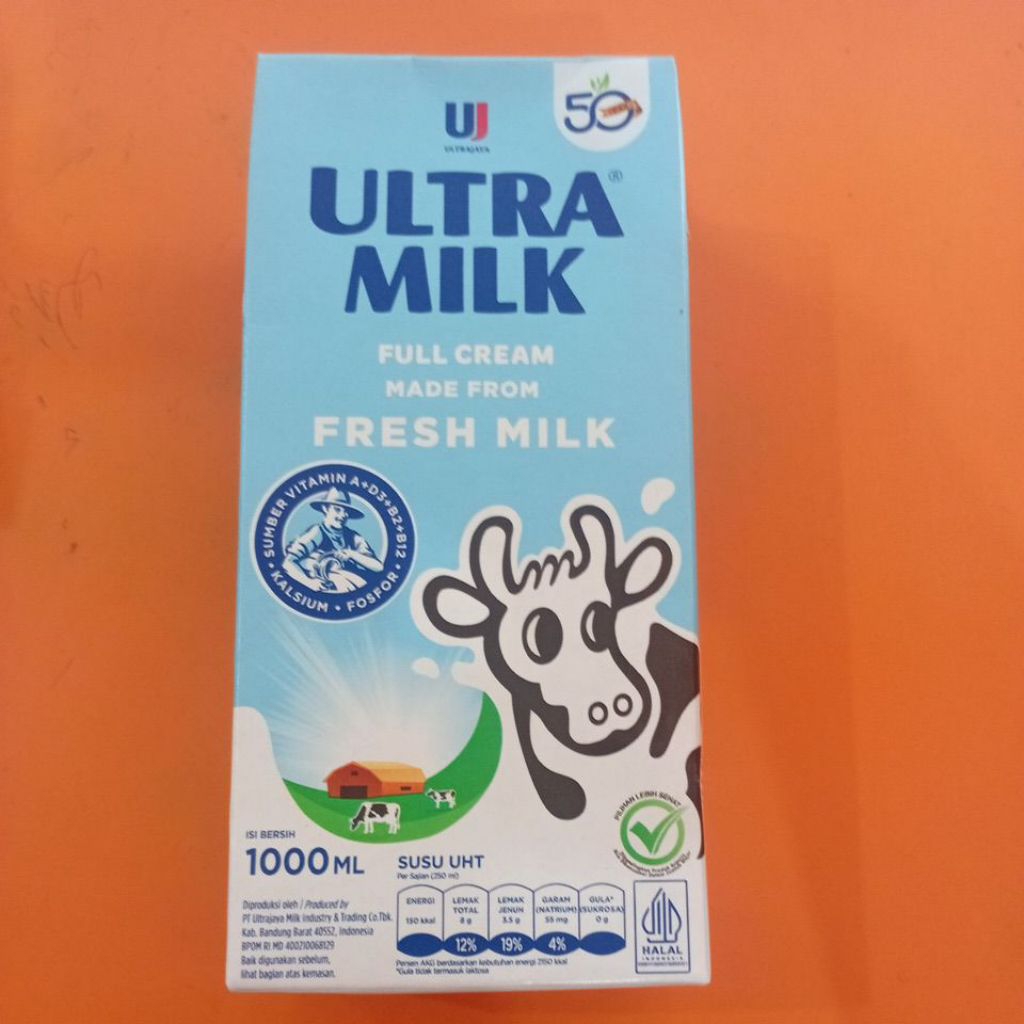 UJ
ULTRAJAYA
50
ULTRA®
MILK
FULL CREAM
MADE FROM
FRESH MILK
SUMBER VITAMIN A+D3+B2+B12
• KALSIUM • FOSFOR •
PILIHAN LEBIH SEHAT
ISI BERSIH
1000 ML
SUSU UHT
Per Sajian (250 ml)
ENERGI
150 kkal
LEMAK
TOTAL
8 g
12%
LEMAK
JENUH
3.5 g
19%
GARAM
(NATRIUM)
55 mg
4%
GULA*
(SUKROSA)
0 g
Persen AKG berdasarkan kebutuhan energi 2150 kkal
*Gula tidak termasuk laktosa
Diproduksi oleh / Produced by
PT Ultrajaya Milk Industry & Trading Co.Tbk.
Kab. Bandung Barat 40552, Indonesia
BPOM RI MD 400210068129
Baik digunakan sebelum,
lihat bagian atas kemasan.
HALAL
INDONESIA